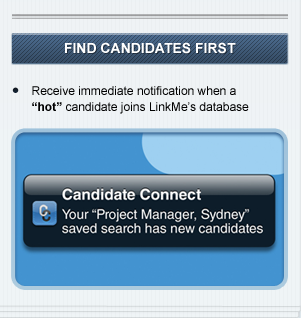 FIND CANDIDATES FIRST
• Receive immediate notification when a
“hot” candidate joins LinkMe’s database
Candidate Connect
Your “Project Manager, Sydney”
saved search has new candidates